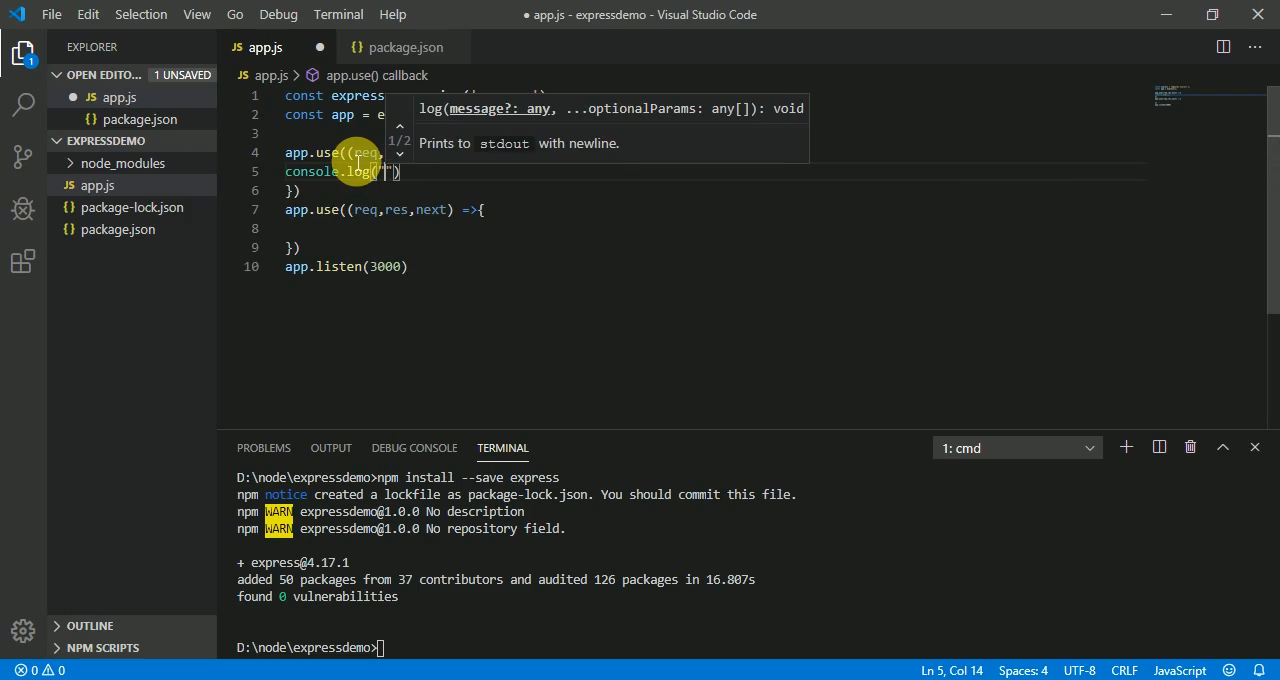 File Edit Selection View Go Debug Terminal Help
● app.js - expressdemo - Visual Studio Code
EXPLORER
JS app.js ●
{} package.json
OPEN EDITO... 1 UNSAVED
JS app.js > app.use() callback
● JS app.js
{} package.json
EXPRESSDEMO
> node_modules
JS app.js
{} package-lock.json
{} package.json
1 const express
2 const app = e
3
4 app.use((req,
5 console.log("")
6 })
7 app.use((req,res,next) =>{
8
9 })
10 app.listen(3000)
log(message?: any, ...optionalParams: any[]): void
1/2
Prints to stdout with newline.
PROBLEMS OUTPUT DEBUG CONSOLE TERMINAL
1: cmd
D:\node\expressdemo>npm install --save express
npm notice created a lockfile as package-lock.json. You should commit this file.
npm WARN expressdemo@1.0.0 No description
npm WARN expressdemo@1.0.0 No repository field.
+ express@4.17.1
added 50 packages from 37 contributors and audited 126 packages in 16.807s
found 0 vulnerabilities
D:\node\expressdemo>
> OUTLINE
> NPM SCRIPTS
0 0
Ln 5, Col 14 Spaces: 4 UTF-8 CRLF JavaScript
1